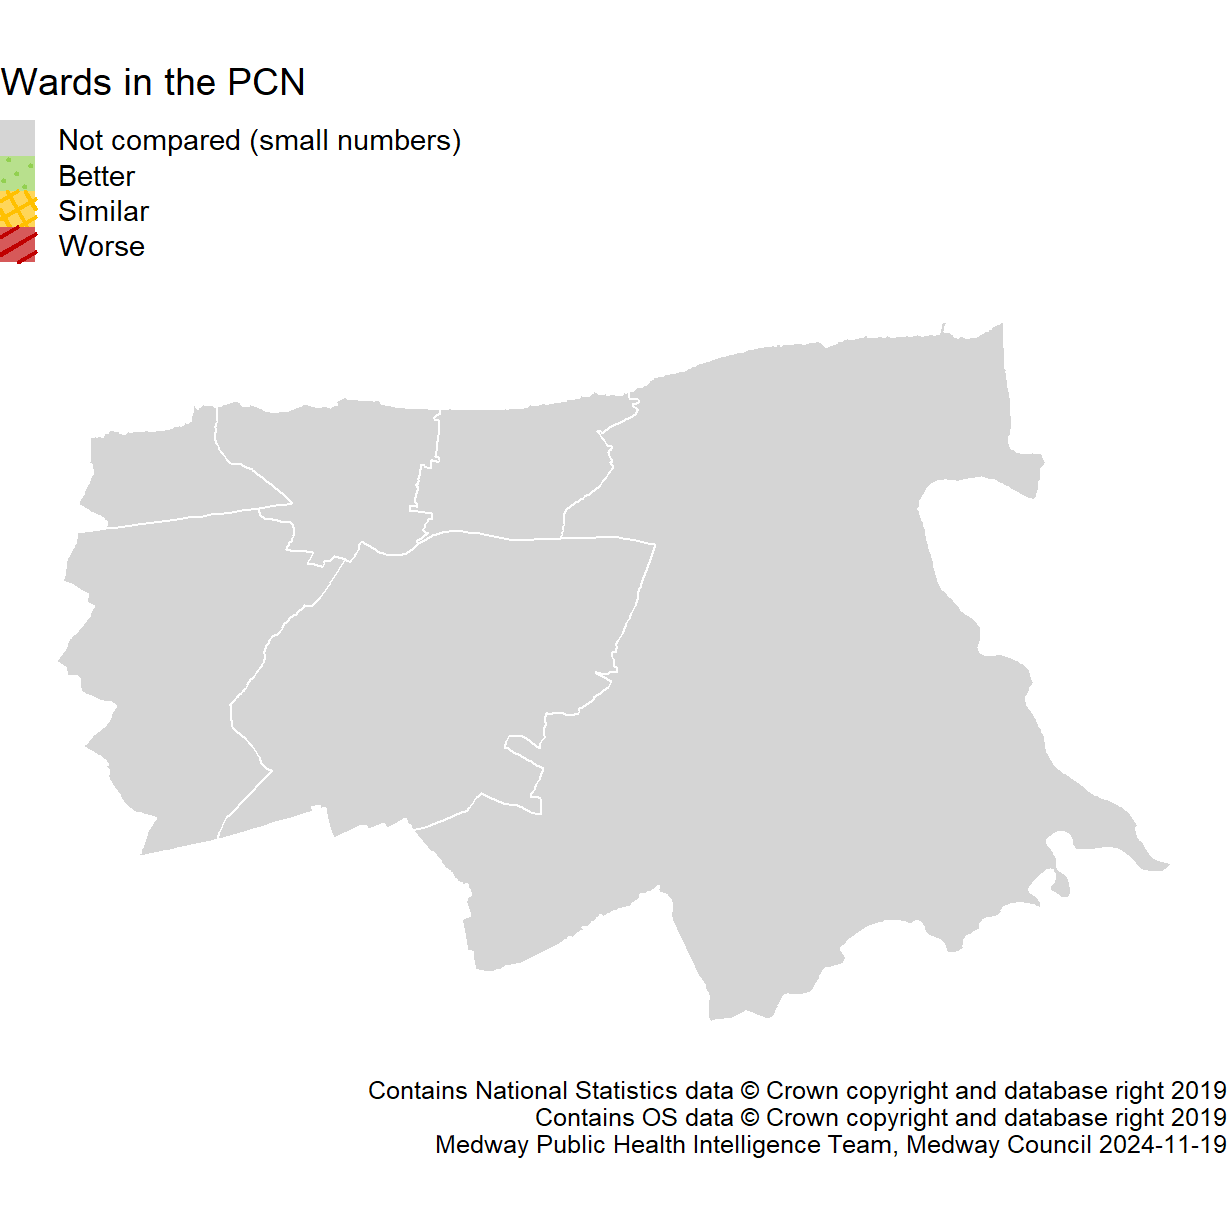 Wards in the PCN
Not compared (small numbers)
Better
Similar
Worse
Contains National Statistics data © Crown copyright and database right 2019
Contains OS data © Crown copyright and database right 2019
Medway Public Health Intelligence Team, Medway Council 2024-11-19